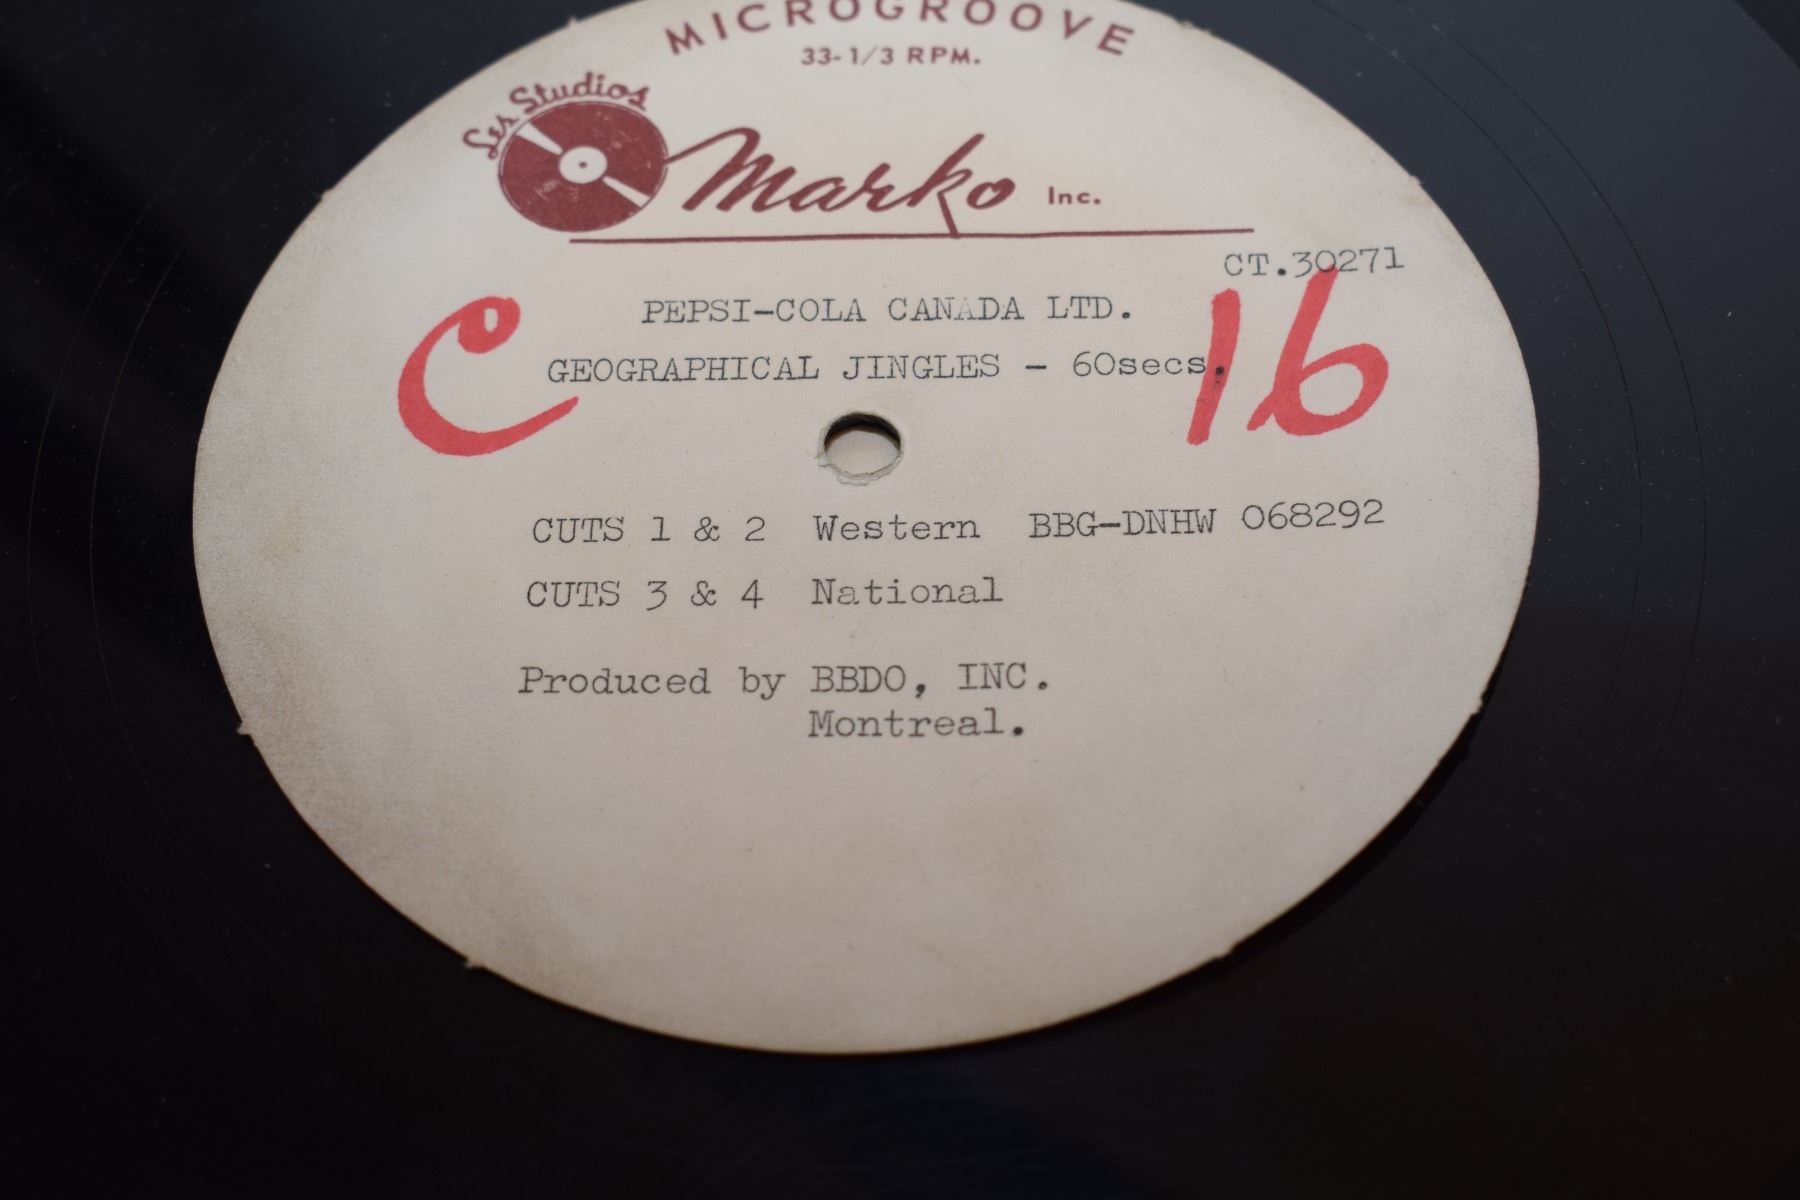 MICROGROOVE
33-1/3 RPM.
Les Studios
Marko Inc.
CT.30271
PEPSI-COLA CANADA LTD.
C
16
GEOGRAPHICAL JINGLES - 60secs.
CUTS 1 & 2 Western BBG-DNHW 068292
CUTS 3 & 4 National
Produced by BBDO, INC.
Montreal.